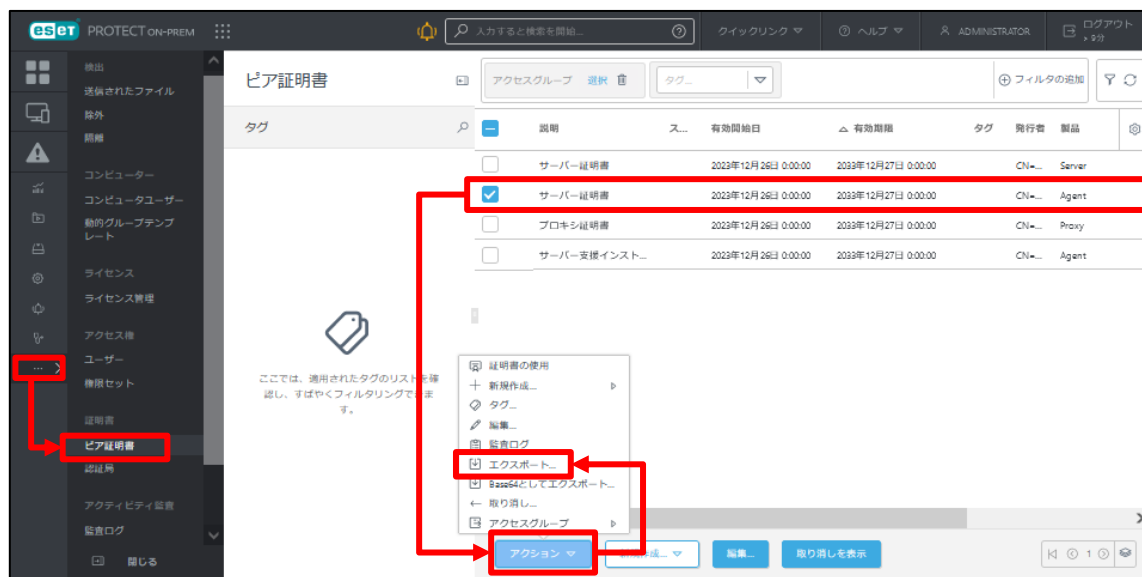 eset PROTECT ON-PREM
入力すると検索を開始...
クイックリンク
ヘルプ
ADMINISTRATOR
ログアウト
> 9分
検出
送信されたファイル
除外
隔離
コンピューター
コンピュータユーザー
動的グループテンプ
レート
ライセンス
ライセンス管理
アクセス権
ユーザー
権限セット
証明書
ピア証明書
認証局
アクティビティ監査
監査ログ
閉じる
ピア証明書
アクセスグループ 選択
タグ...
フィルタの追加
タグ
ここでは、適用されたタグのリストを確
認し、すばやくフィルタリングできま
す。
説明 ス... 有効開始日 有効期限 タグ 発行者 製品
サーバー証明書 2023年12月26日 0:00:00 2033年12月27日 0:00:00 CN=... Server
サーバー証明書 2023年12月26日 0:00:00 2033年12月27日 0:00:00 CN=... Agent
プロキシ証明書 2023年12月26日 0:00:00 2033年12月27日 0:00:00 CN=... Proxy
サーバー支援インスト... 2023年12月26日 0:00:00 2033年12月27日 0:00:00 CN=... Agent
証明書の使用
新規作成...
タグ...
編集...
監査ログ
エクスポート...
Base64としてエクスポート...
取り消し...
アクセスグループ
アクション
作成...
編集...
取り消しを表示
1